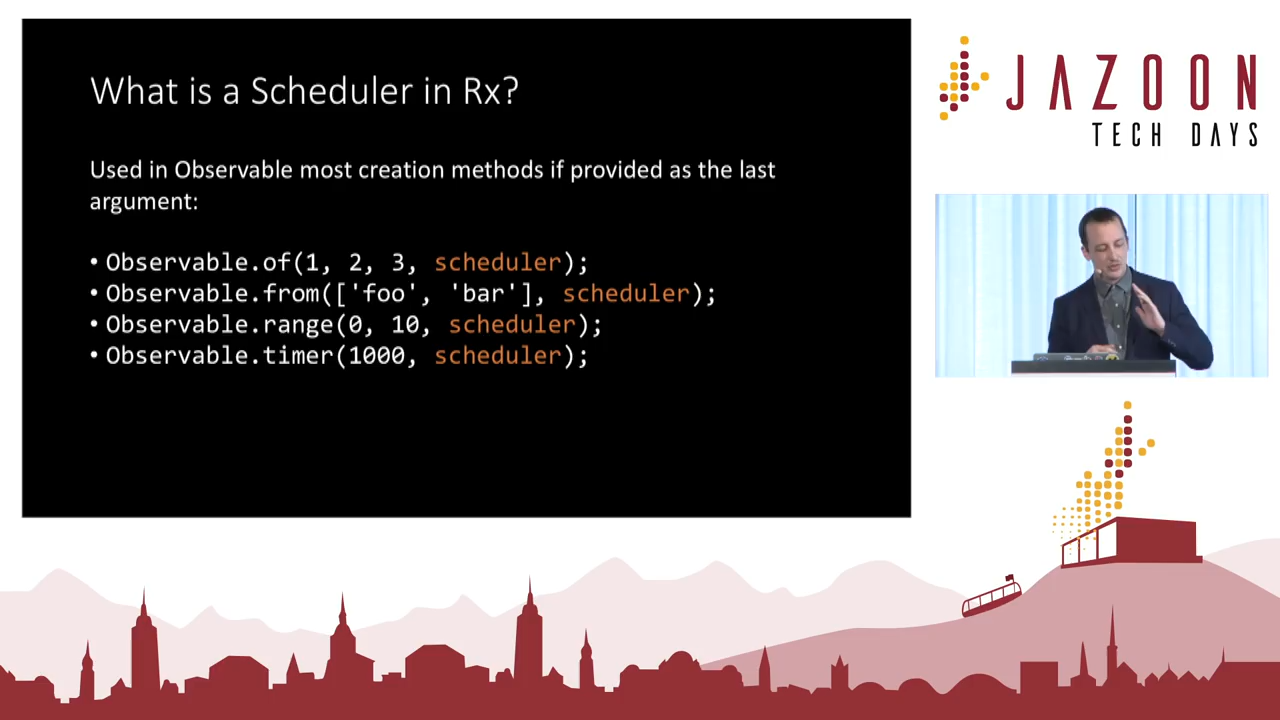 What is a Scheduler in Rx?
Used in Observable most creation methods if provided as the last
argument:
• Observable.of(1, 2, 3, scheduler);
• Observable.from(['foo', 'bar'], scheduler);
• Observable.range(0, 10, scheduler);
• Observable.timer(1000, scheduler);
JAZOON
TECH DAYS